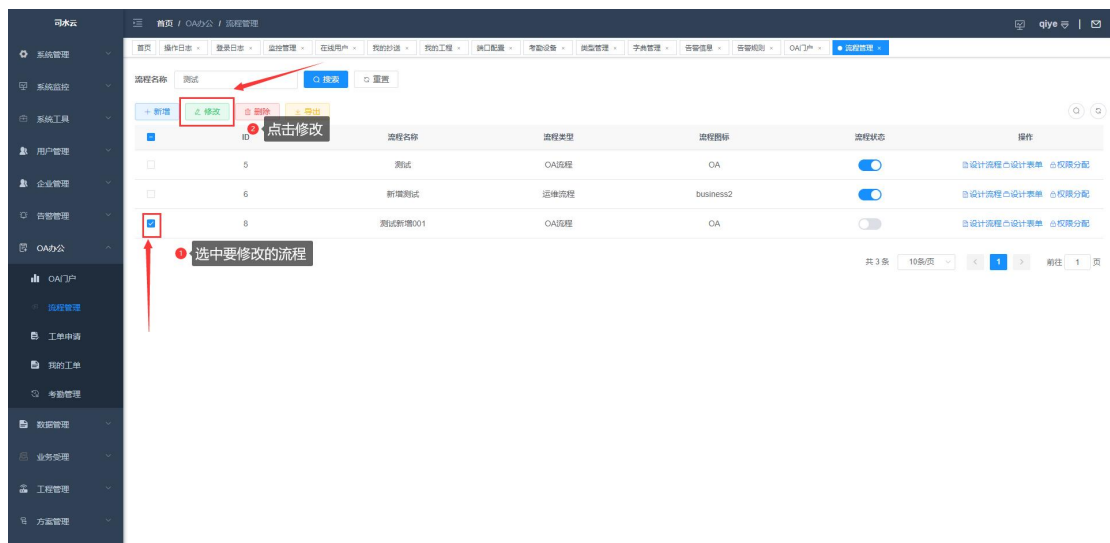 司水云
首页 / OA办公 / 流程管理
qiye
首页 操作日志 × 登录日志 × 监控管理 × 在线用户 × 我的抄送 × 我的工程 × 端口配置 × 考勤设备 × 类型管理 × 字典管理 × 告警信息 × 告警规则 × OA门户 × 流程管理 ×
系统管理
系统监控
系统工具
用户管理
企业管理
告警管理
OA办公
OA门户
流程管理
工单申请
我的工单
考勤管理
数据管理
业务受理
工程管理
方案管理
流程名称 测试 搜索 重置
+ 新增 修改 删除 导出
2 点击修改
ID 流程名称 流程类型 流程图标 流程状态 操作
5 测试 OA流程 OA 设计流程 设计表单 权限分配
6 新增测试 运维流程 business2 设计流程 设计表单 权限分配
8 测试新增001 OA流程 OA 设计流程 设计表单 权限分配
1 选中要修改的流程
共 3 条 10条/页 < 1 > 前往 1 页